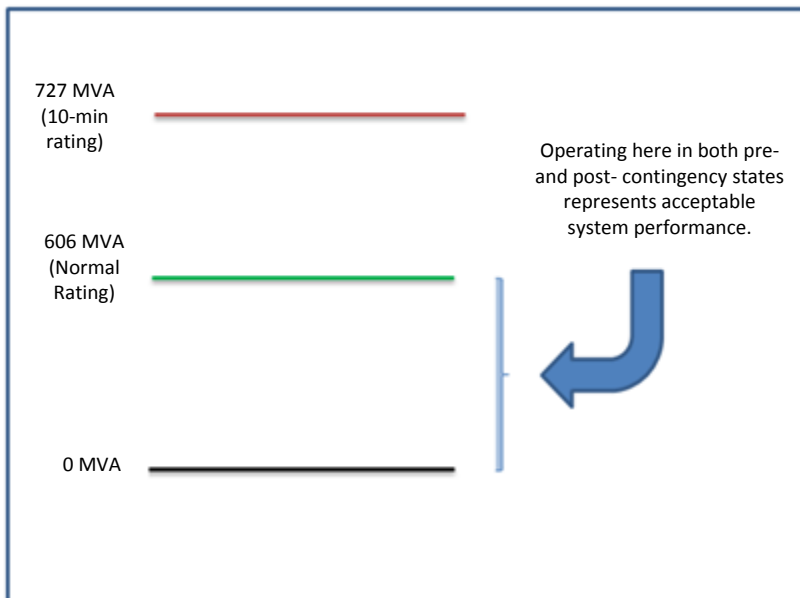 727 MVA
(10-min
rating)
Operating here in both pre-
and post- contingency states
represents acceptable
system performance.
606 MVA
(Normal
Rating)
0 MVA